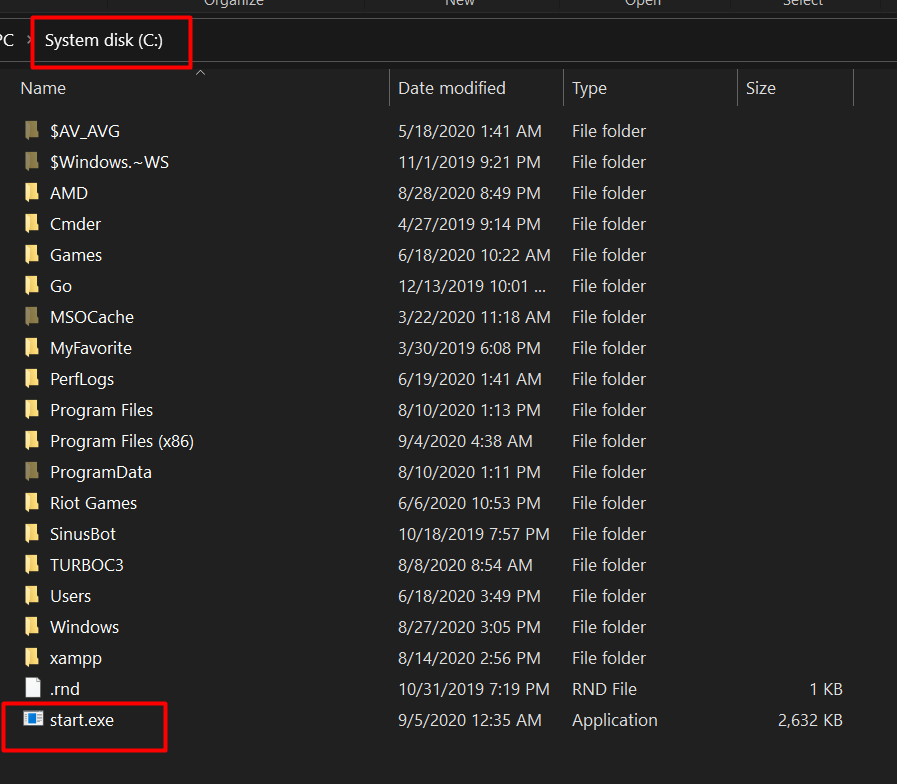 Organize New Open Select
PC > System disk (C:)
Name Date modified Type Size
$AV_AVG 5/18/2020 1:41 AM File folder
$Windows.~WS 11/1/2019 9:21 PM File folder
AMD 8/28/2020 8:49 PM File folder
Cmder 4/27/2019 9:14 PM File folder
Games 6/18/2020 10:22 AM File folder
Go 12/13/2019 10:01 ... File folder
MSOCache 3/22/2020 11:18 AM File folder
MyFavorite 3/30/2019 6:08 PM File folder
PerfLogs 6/19/2020 1:41 AM File folder
Program Files 8/10/2020 1:13 PM File folder
Program Files (x86) 9/4/2020 4:38 AM File folder
ProgramData 8/10/2020 1:11 PM File folder
Riot Games 6/6/2020 10:53 PM File folder
SinusBot 10/18/2019 7:57 PM File folder
TURBOC3 8/8/2020 8:54 AM File folder
Users 6/18/2020 3:49 PM File folder
Windows 8/27/2020 3:05 PM File folder
xampp 8/14/2020 2:56 PM File folder
.rnd 10/31/2019 7:19 PM RND File 1 KB
start.exe 9/5/2020 12:35 AM Application 2,632 KB